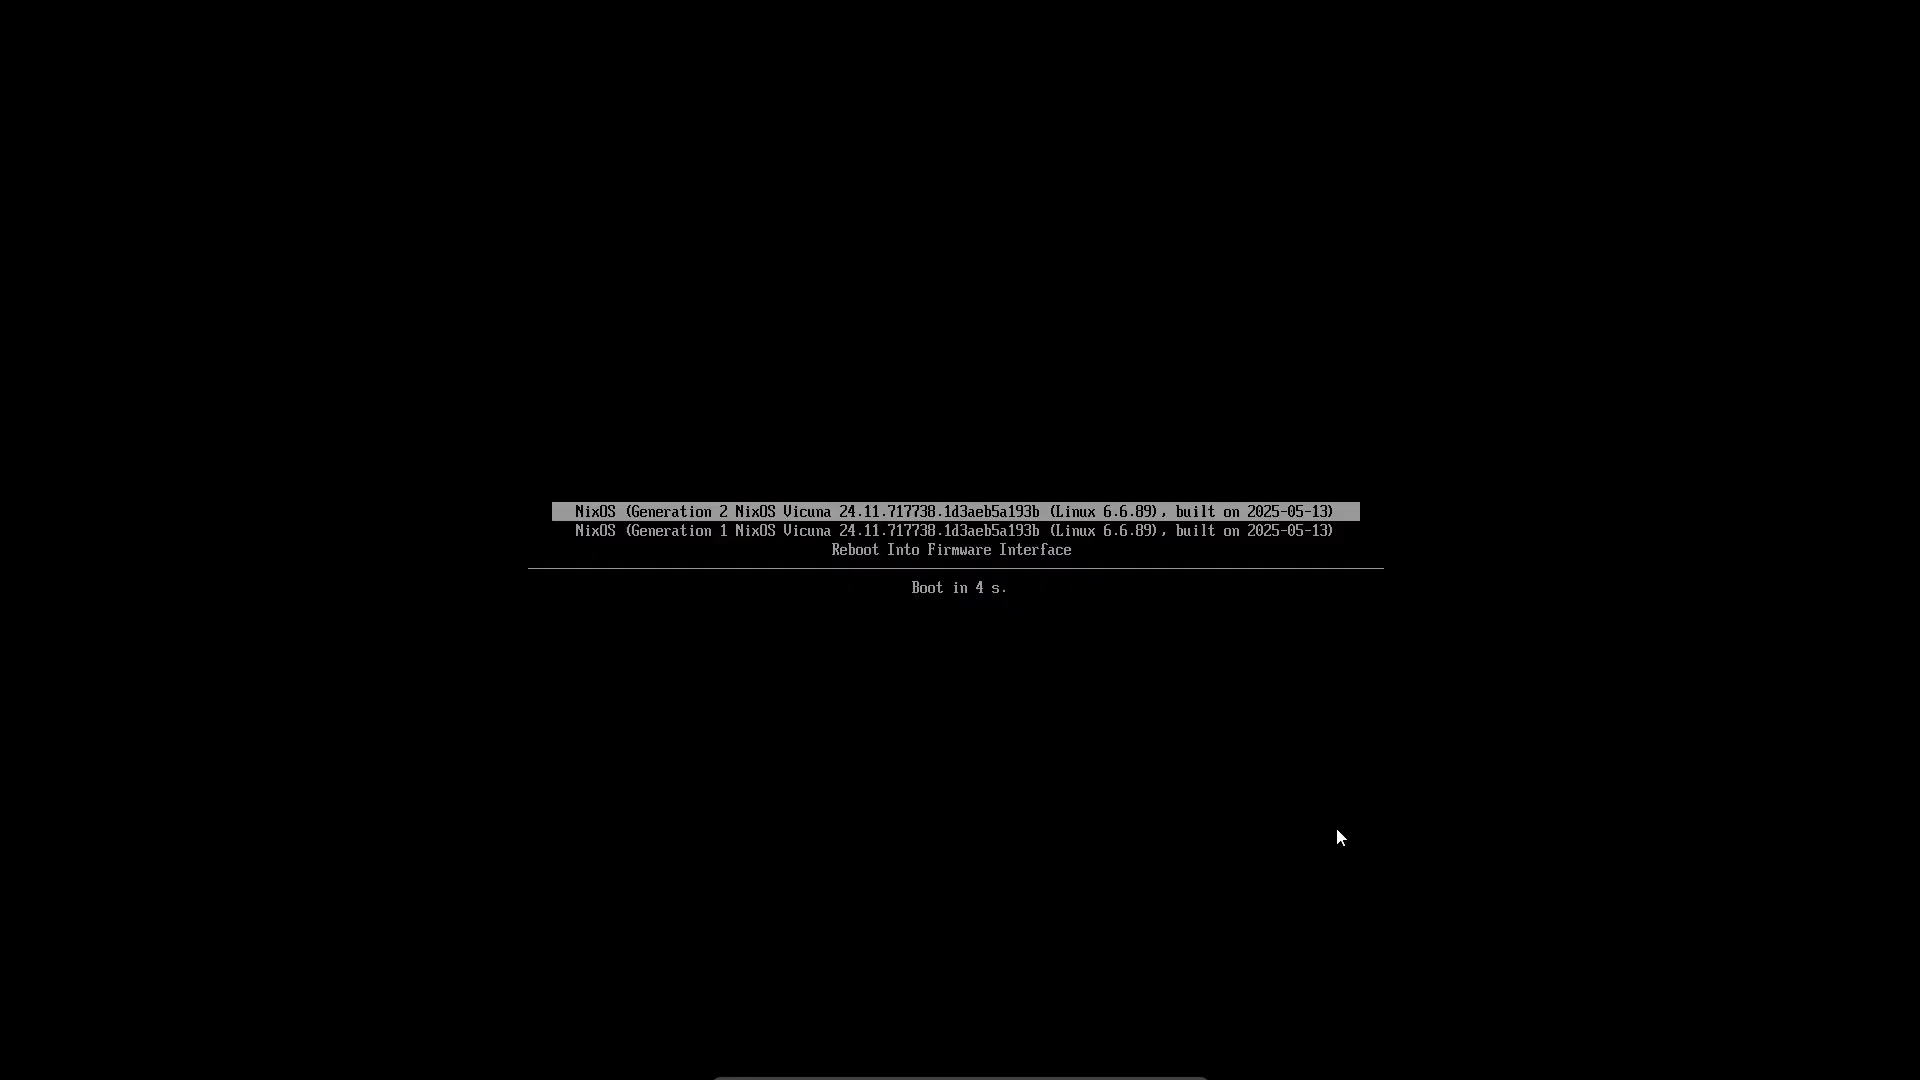 NixOS (Generation 2 NixOS Vicuna 24.11.717738.1d3aeb5a193b (Linux 6.6.89), built on 2025-05-13)
NixOS (Generation 1 NixOS Vicuna 24.11.717738.1d3aeb5a193b (Linux 6.6.89), built on 2025-05-13)
Reboot Into Firmware Interface
Boot in 4 s.